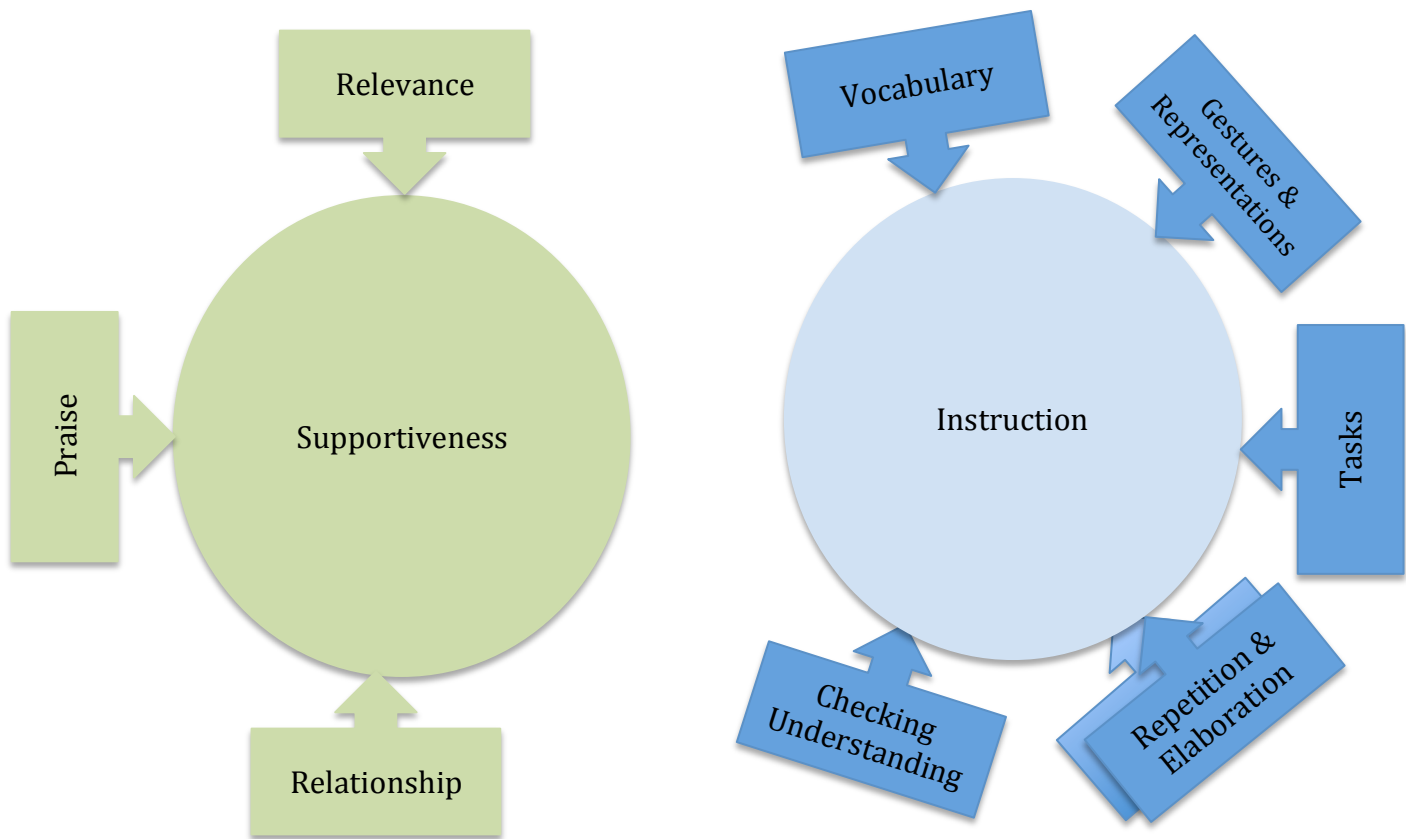 Relevance
Praise
Supportiveness
Relationship
Vocabulary
Gestures &
Representations
Instruction
Tasks
Checking
Understanding
Repetition &
Elaboration